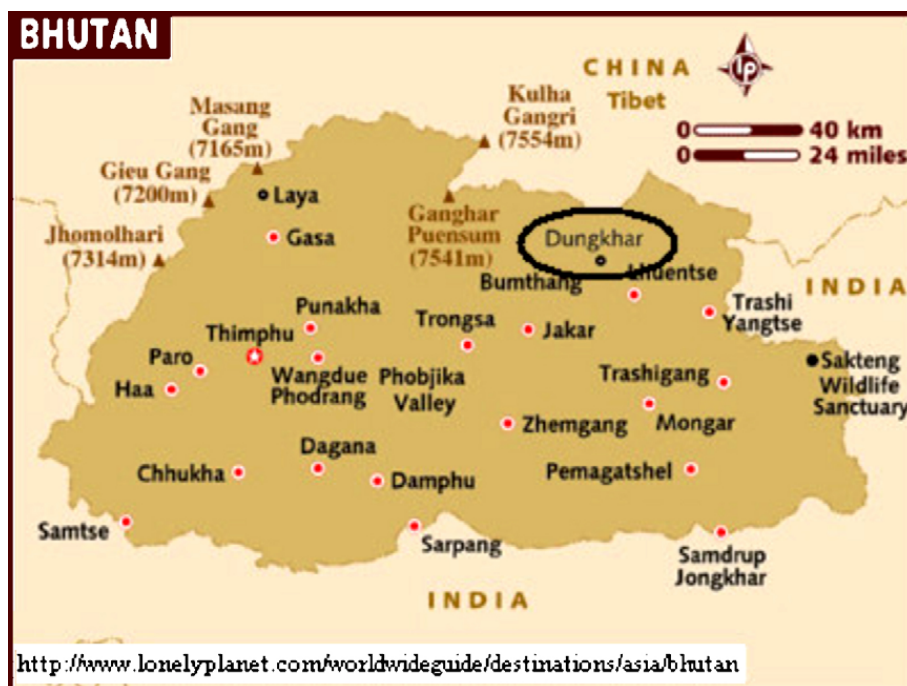 BHUTAN
CHINA
Tibet
lp
0 40 km
0 24 miles
Kulha
Gangri
(7554m)
Masang
Gang
(7165m)
Gieu Gang
(7200m)
Laya
Ganghar
Puensum
(7541m)
Jhomolhari
(7314m)
Gasa
Dungkhar
Bumthang
Lhuentse
INDIA
Trashi
Yangtse
Punakha
Thimphu
Trongsa
Jakar
Paro
Haa
Wangdue
Phodrang
Phobjika
Valley
Trashigang
Sakteng
Wildlife
Sanctuary
Zhemgang
Mongar
Dagana
Chhukha
Damphu
Pemagatshel
Samtse
Sarpang
Samdrup
Jongkhar
INDIA
http://www.lonelyplanet.com/worldwideguide/destinations/asia/bhutan